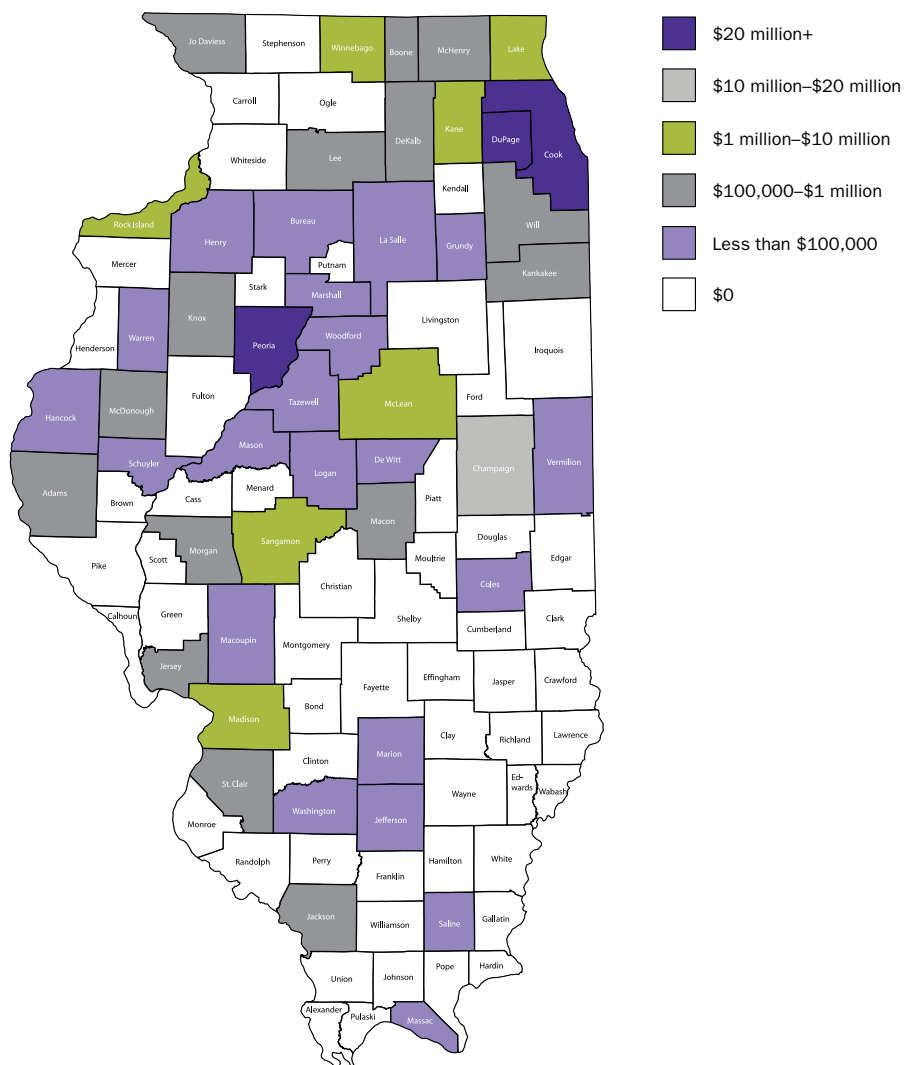 Jo Daviess
Stephenson
Winnebago
Boone
McHenry
Lake
$20 million+
$10 million–$20 million
$1 million–$10 million
$100,000–$1 million
Less than $100,000
$0
Carroll
Ogle
DeKalb
Kane
DuPage
Cook
Whiteside
Lee
Kendall
Rock Island
Henry
Bureau
La Salle
Grundy
Will
Mercer
Putnam
Kankakee
Stark
Marshall
Knox
Livingston
Henderson
Warren
Peoria
Woodford
Iroquois
Fulton
Tazewell
McLean
Ford
Hancock
McDonough
Mason
Schuyler
Logan
De Witt
Champaign
Vermilion
Adams
Brown
Cass
Menard
Piatt
Macon
Pike
Scott
Morgan
Sangamon
Christian
Moultrie
Douglas
Edgar
Coles
Calhoun
Green
Macoupin
Montgomery
Shelby
Cumberland
Clark
Jersey
Fayette
Effingham
Jasper
Crawford
Madison
Bond
Clay
Richland
Lawrence
Clinton
Marion
St. Clair
Wayne
Ed-
wards
Wabash
Monroe
Washington
Jefferson
Randolph
Perry
Hamilton
White
Franklin
Jackson
Williamson
Saline
Gallatin
Union
Johnson
Pope
Hardin
Alexander
Pulaski
Massac